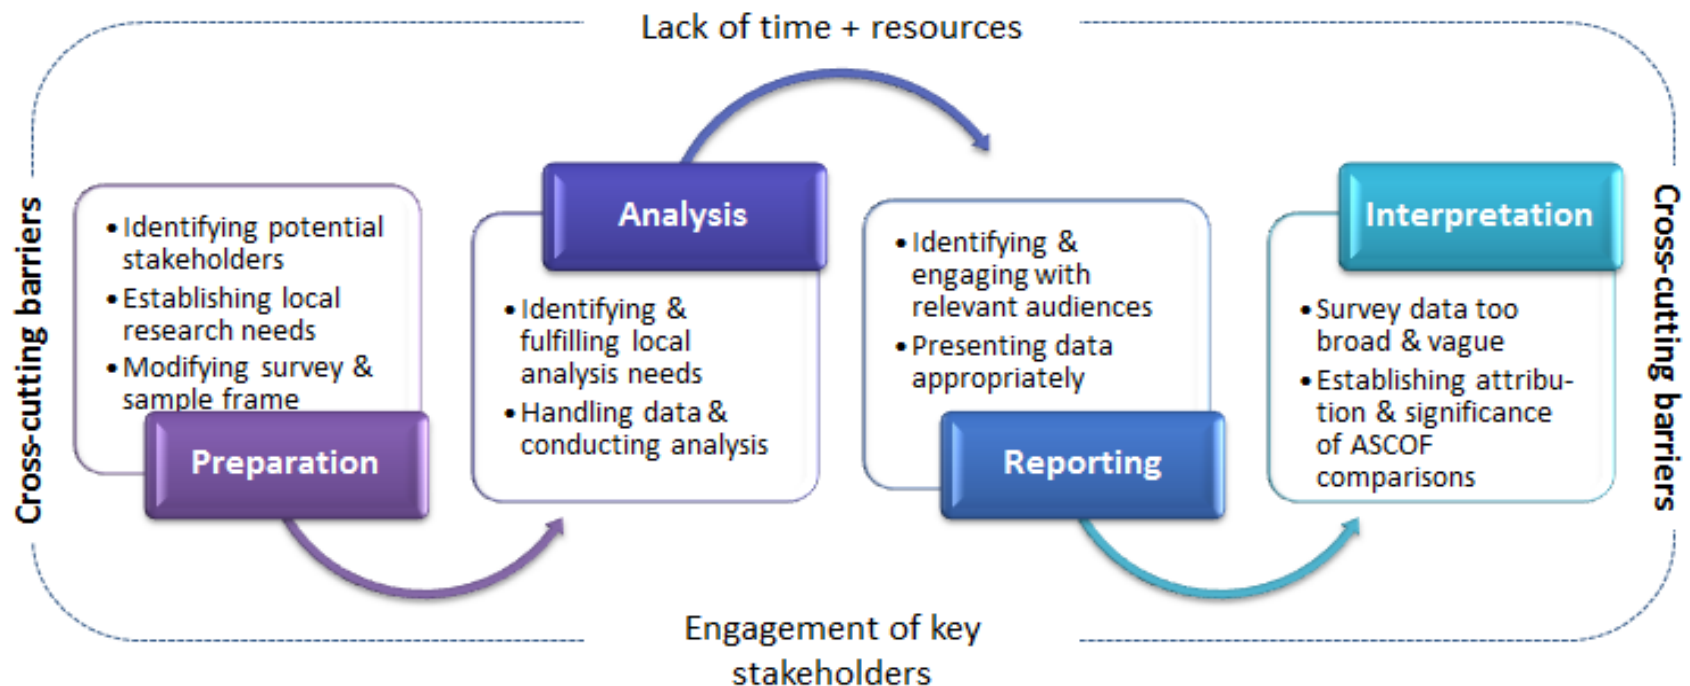 Lack of time + resources
Cross-cutting barriers
• Identifying potential
stakeholders
• Establishing local
research needs
• Modifying survey &
sample frame
Preparation
Analysis
• Identifying &
fulfilling local
analysis needs
• Handling data &
conducting analysis
• Identifying &
engaging with
relevant audiences
• Presenting data
appropriately
Reporting
Interpretation
• Survey data too
broad & vague
• Establishing attribu-
tion & significance
of ASCOF
comparisons
Cross-cutting barriers
Engagement of key
stakeholders